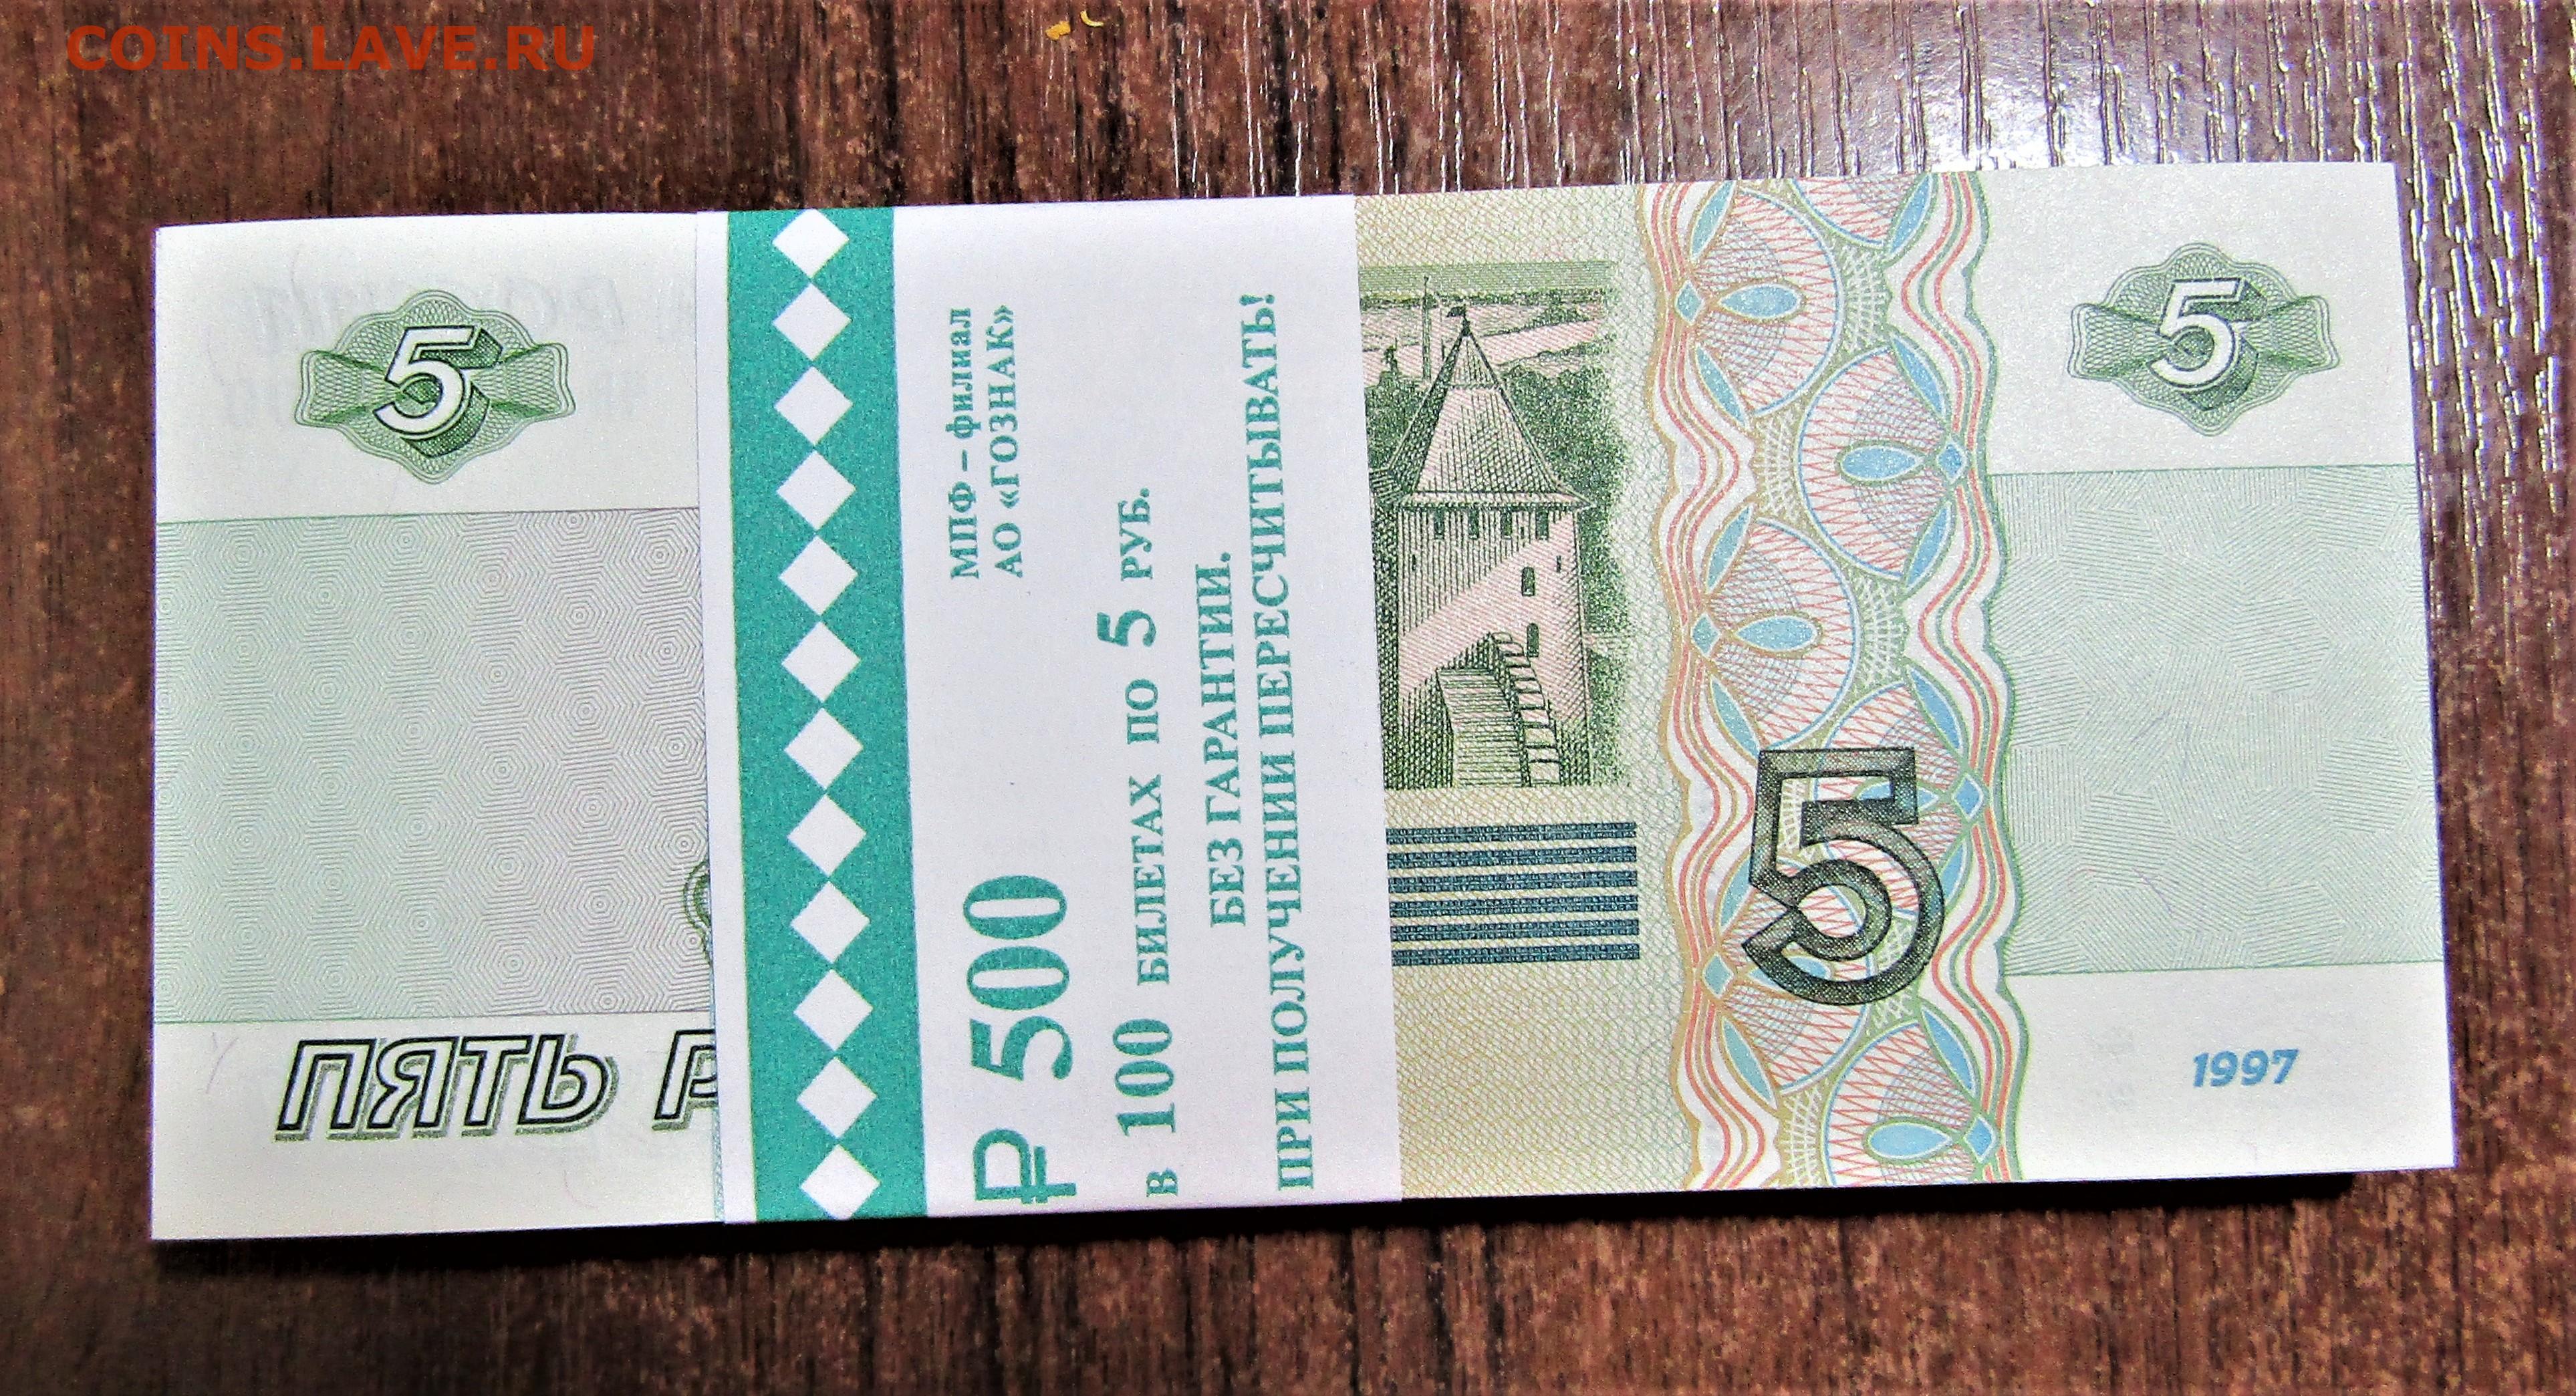 COINS.LAVE.RU
5
ПЯТЬ Р
МПФ – филиал
АО «ГОЗНАК»
₽ 500
в 100 БИЛЕТАХ ПО 5 РУБ.
БЕЗ ГАРАНТИИ.
ПРИ ПОЛУЧЕНИИ ПЕРЕСЧИТЫВАТЬ!
5
5
1997